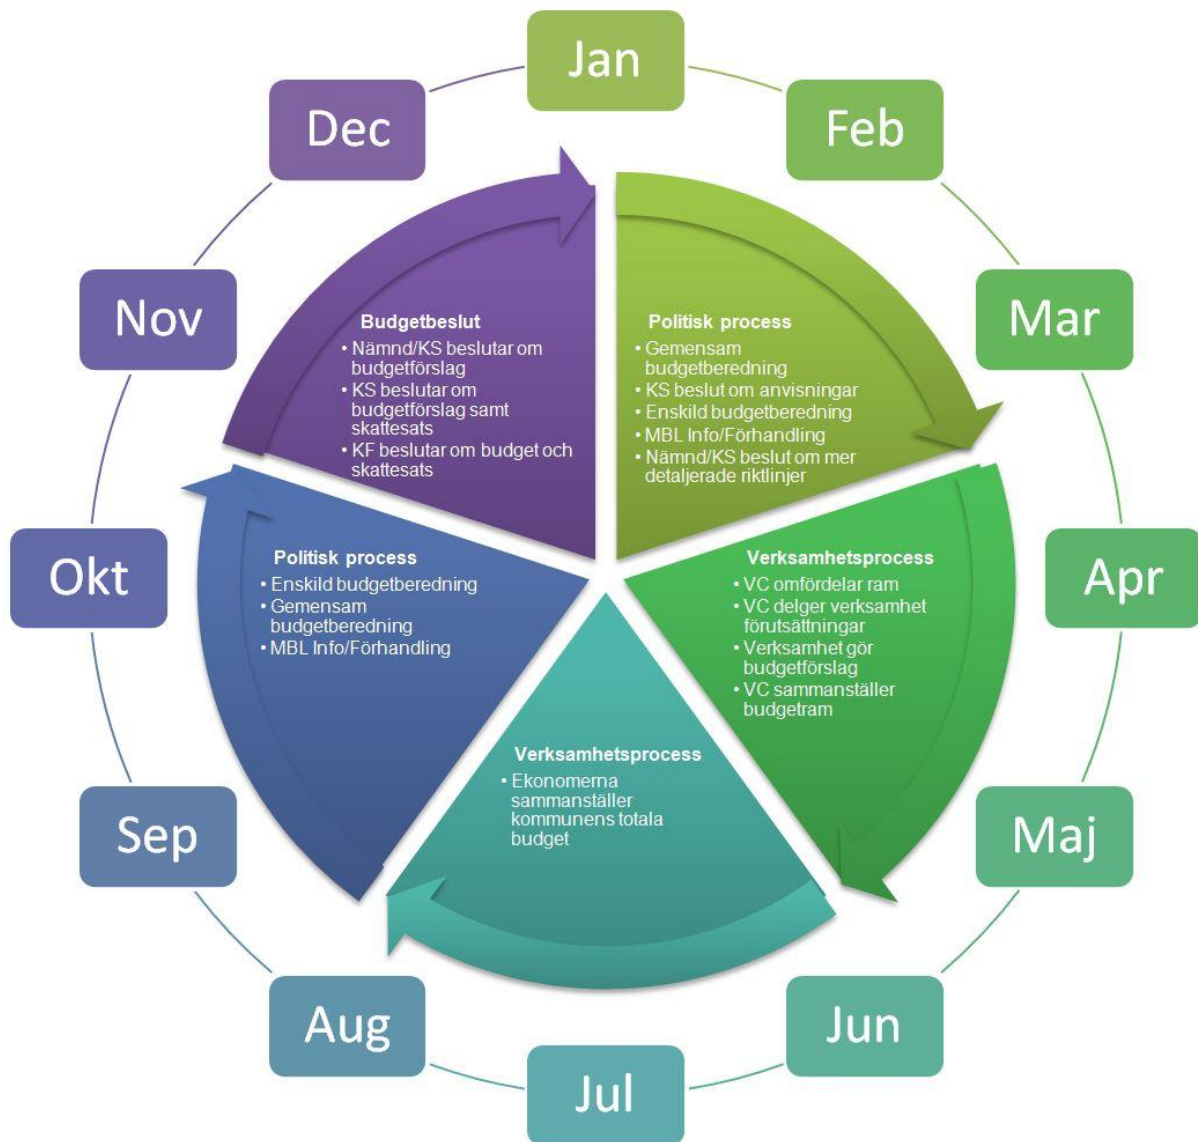 Jan
Feb
Mar
Apr
Maj
Jun
Jul
Aug
Sep
Okt
Nov
Dec
Politisk process
• Gemensam
budgetberedning
• KS beslut om anvisningar
• Enskild budgetberedning
• MBL Info/Förhandling
• Nämnd/KS beslut om mer
detaljerade riktlinjer
Verksamhetsprocess
• VC omfördelar ram
• VC delger verksamhet
förutsättningar
• Verksamhet gör
budgetförslag
• VC sammanställer
budgetram
Verksamhetsprocess
• Ekonomerna
sammanställer
kommunens totala
budget
Politisk process
• Enskild budgetberedning
• Gemensam
budgetberedning
• MBL Info/Förhandling
Budgetbeslut
• Nämnd/KS beslutar om
budgetförslag
• KS beslutar om
budgetförslag samt
skattesats
• KF beslutar om budget och
skattesats